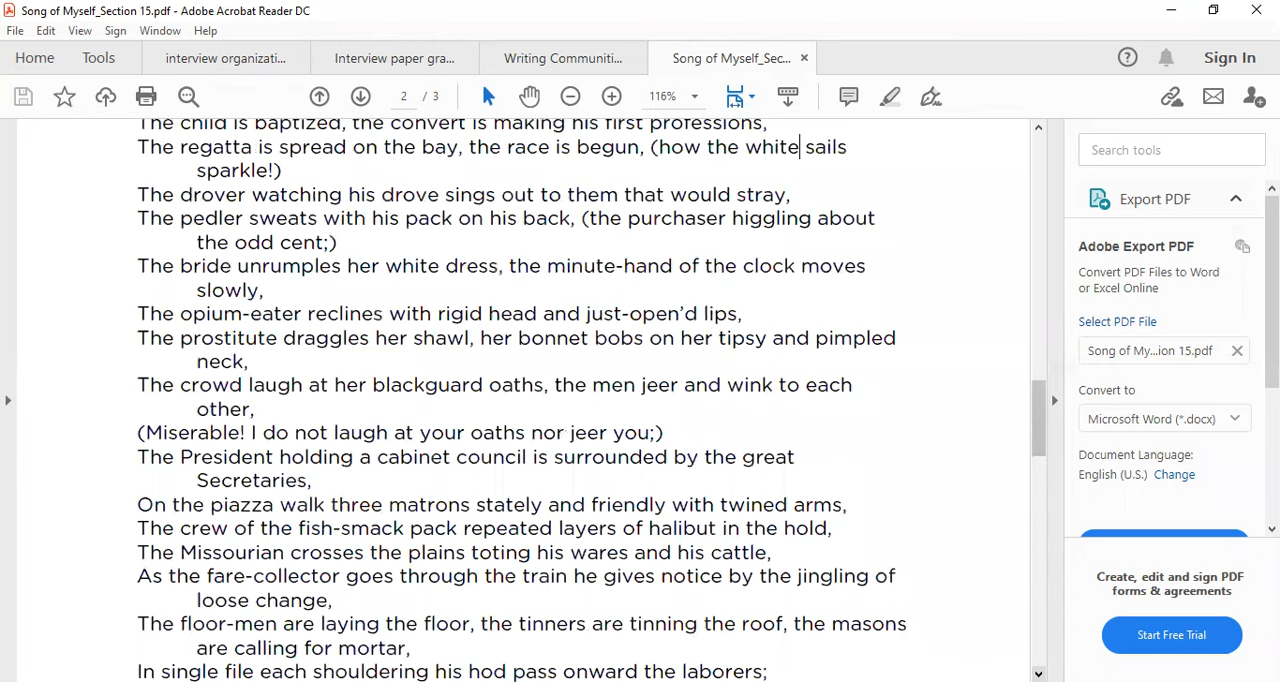 Song of Myself_Section 15.pdf - Adobe Acrobat Reader DC
File Edit View Sign Window Help
Home Tools interview organizati... Interview paper gra... Writing Communiti... Song of Myself_Sec... Sign In
2 / 3 116%
The child is baptized, the convert is making his first professions,
The regatta is spread on the bay, the race is begun, (how the white sails
sparkle!)
The drover watching his drove sings out to them that would stray,
The pedler sweats with his pack on his back, (the purchaser higgling about
the odd cent;)
The bride unrumples her white dress, the minute-hand of the clock moves
slowly,
The opium-eater reclines with rigid head and just-open’d lips,
The prostitute draggles her shawl, her bonnet bobs on her tipsy and pimpled
neck,
The crowd laugh at her blackguard oaths, the men jeer and wink to each
other,
(Miserable! I do not laugh at your oaths nor jeer you;)
The President holding a cabinet council is surrounded by the great
Secretaries,
On the piazza walk three matrons stately and friendly with twined arms,
The crew of the fish-smack pack repeated layers of halibut in the hold,
The Missourian crosses the plains toting his wares and his cattle,
As the fare-collector goes through the train he gives notice by the jingling of
loose change,
The floor-men are laying the floor, the tinners are tinning the roof, the masons
are calling for mortar,
In single file each shouldering his hod pass onward the laborers;
Search tools
Export PDF
Adobe Export PDF
Convert PDF Files to Word
or Excel Online
Select PDF File
Song of My...ion 15.pdf
Convert to
Microsoft Word (*.docx)
Document Language:
English (U.S.) Change
Create, edit and sign PDF
forms & agreements
Start Free Trial